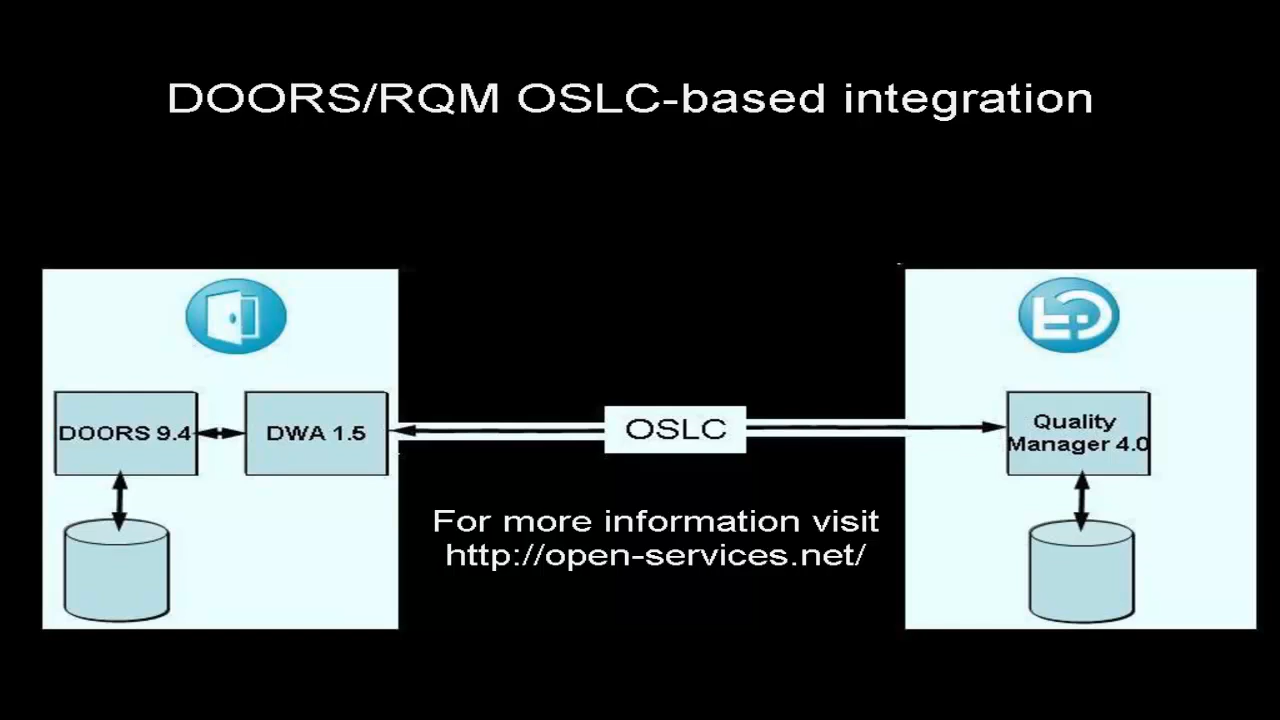 DOORS/RQM OSLC-based integration
DOORS 9.4
DWA 1.5
OSLC
Quality
Manager 4.0
For more information visit
http://open-services.net/